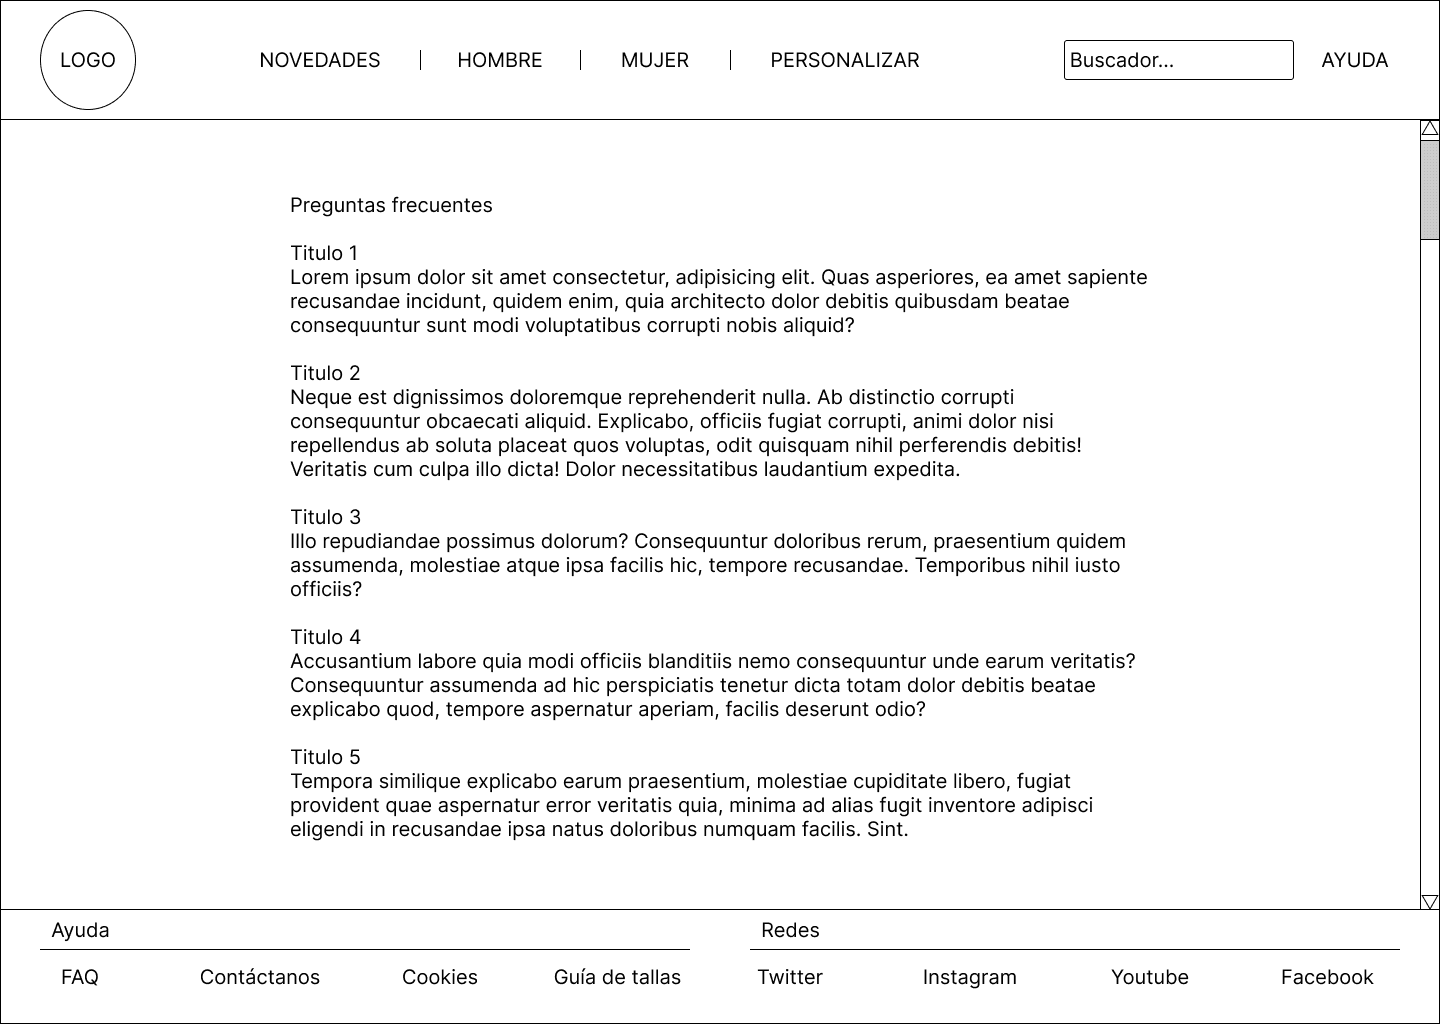 LOGO
NOVEDADES
HOMBRE
MUJER
PERSONALIZAR
Buscador...
AYUDA
Preguntas frecuentes
Titulo 1
Lorem ipsum dolor sit amet consectetur, adipisicing elit. Quas asperiores, ea amet sapiente
recusandae incidunt, quidem enim, quia architecto dolor debitis quibusdam beatae
consequuntur sunt modi voluptatibus corrupti nobis aliquid?
Titulo 2
Neque est dignissimos doloremque reprehenderit nulla. Ab distinctio corrupti
consequuntur obcaecati aliquid. Explicabo, officiis fugiat corrupti, animi dolor nisi
repellendus ab soluta placeat quos voluptas, odit quisquam nihil perferendis debitis!
Veritatis cum culpa illo dicta! Dolor necessitatibus laudantium expedita.
Titulo 3
Illo repudiandae possimus dolorum? Consequuntur doloribus rerum, praesentium quidem
assumenda, molestiae atque ipsa facilis hic, tempore recusandae. Temporibus nihil iusto
officiis?
Titulo 4
Accusantium labore quia modi officiis blanditiis nemo consequuntur unde earum veritatis?
Consequuntur assumenda ad hic perspiciatis tenetur dicta totam dolor debitis beatae
explicabo quod, tempore aspernatur aperiam, facilis deserunt odio?
Titulo 5
Tempora similique explicabo earum praesentium, molestiae cupiditate libero, fugiat
provident quae aspernatur error veritatis quia, minima ad alias fugit inventore adipisci
eligendi in recusandae ipsa natus doloribus numquam facilis. Sint.
Ayuda
FAQ
Contáctanos
Cookies
Guía de tallas
Redes
Twitter
Instagram
Youtube
Facebook